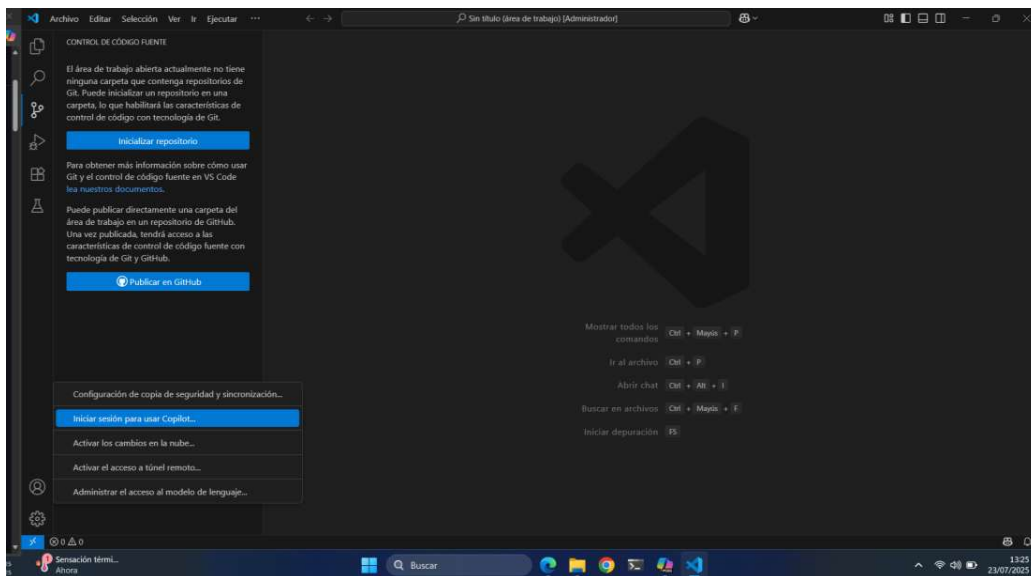 Archivo Editar Selección Ver Ir Ejecutar ···
Sin título (área de trabajo) [Administrador]
CONTROL DE CÓDIGO FUENTE
El área de trabajo abierta actualmente no tiene
ninguna carpeta que contenga repositorios de
Git. Puede inicializar un repositorio en una
carpeta, lo que habilitará las características de
control de código con tecnología de Git.
Inicializar repositorio
Para obtener más información sobre cómo usar
Git y el control de código fuente en VS Code
lea nuestros documentos.
Puede publicar directamente una carpeta del
área de trabajo en un repositorio de GitHub.
Una vez publicada, tendrá acceso a las
características de control de código fuente con
tecnología de Git y GitHub.
Publicar en GitHub
Mostrar todos los
comandos
Ctrl + Mayús + P
Ir al archivo Ctrl + P
Abrir chat Ctrl + Alt + I
Buscar en archivos Ctrl + Mayús + F
Iniciar depuración F5
Configuración de copia de seguridad y sincronización...
Iniciar sesión para usar Copilot...
Activar los cambios en la nube...
Activar el acceso a túnel remoto...
Administrar el acceso al modelo de lenguaje...
0 0
1
Sensación térmi...
Ahora
Buscar
13:25
23/07/2025